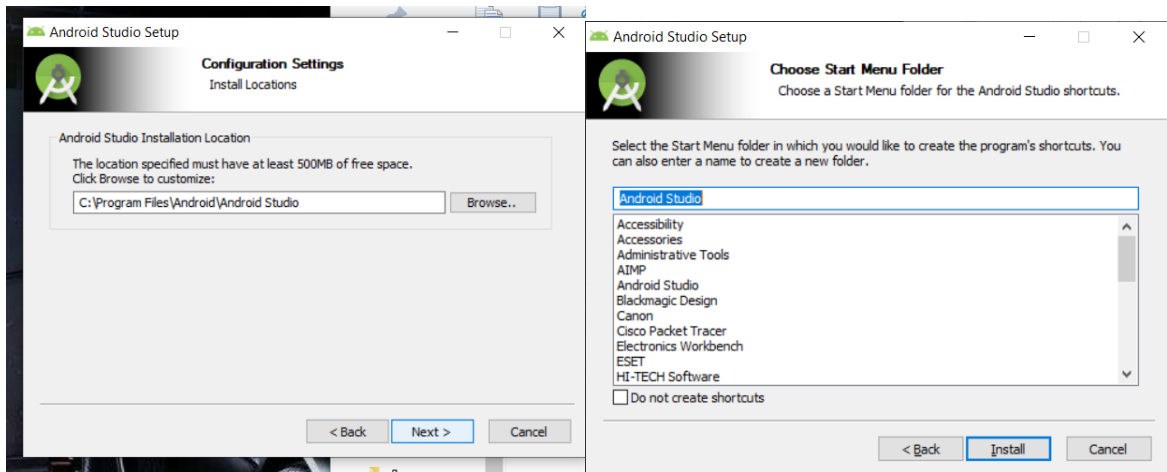 Android Studio Setup
Configuration Settings
Install Locations
Android Studio Installation Location
The location specified must have at least 500MB of free space.
Click Browse to customize:
C:\Program Files\Android\Android Studio
Browse..
< Back
Next >
Cancel
Android Studio Setup
Choose Start Menu Folder
Choose a Start Menu folder for the Android Studio shortcuts.
Select the Start Menu folder in which you would like to create the program's shortcuts. You
can also enter a name to create a new folder.
Android Studio
Accessibility
Accessories
Administrative Tools
AIMP
Android Studio
Blackmagic Design
Canon
Cisco Packet Tracer
Electronics Workbench
ESET
HI-TECH Software
Do not create shortcuts
< Back
Install
Cancel